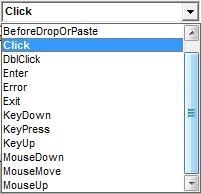 Click
BeforeDropOrPaste
Click
DblClick
Enter
Error
Exit
KeyDown
KeyPress
KeyUp
MouseDown
MouseMove
MouseUp